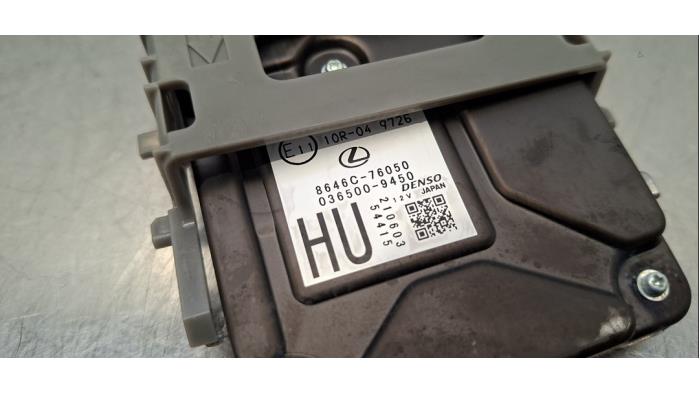 E11 10R-04 9726
8646C-76050
036500-9450
DENSO
12V JAPAN
HU
210603
54415